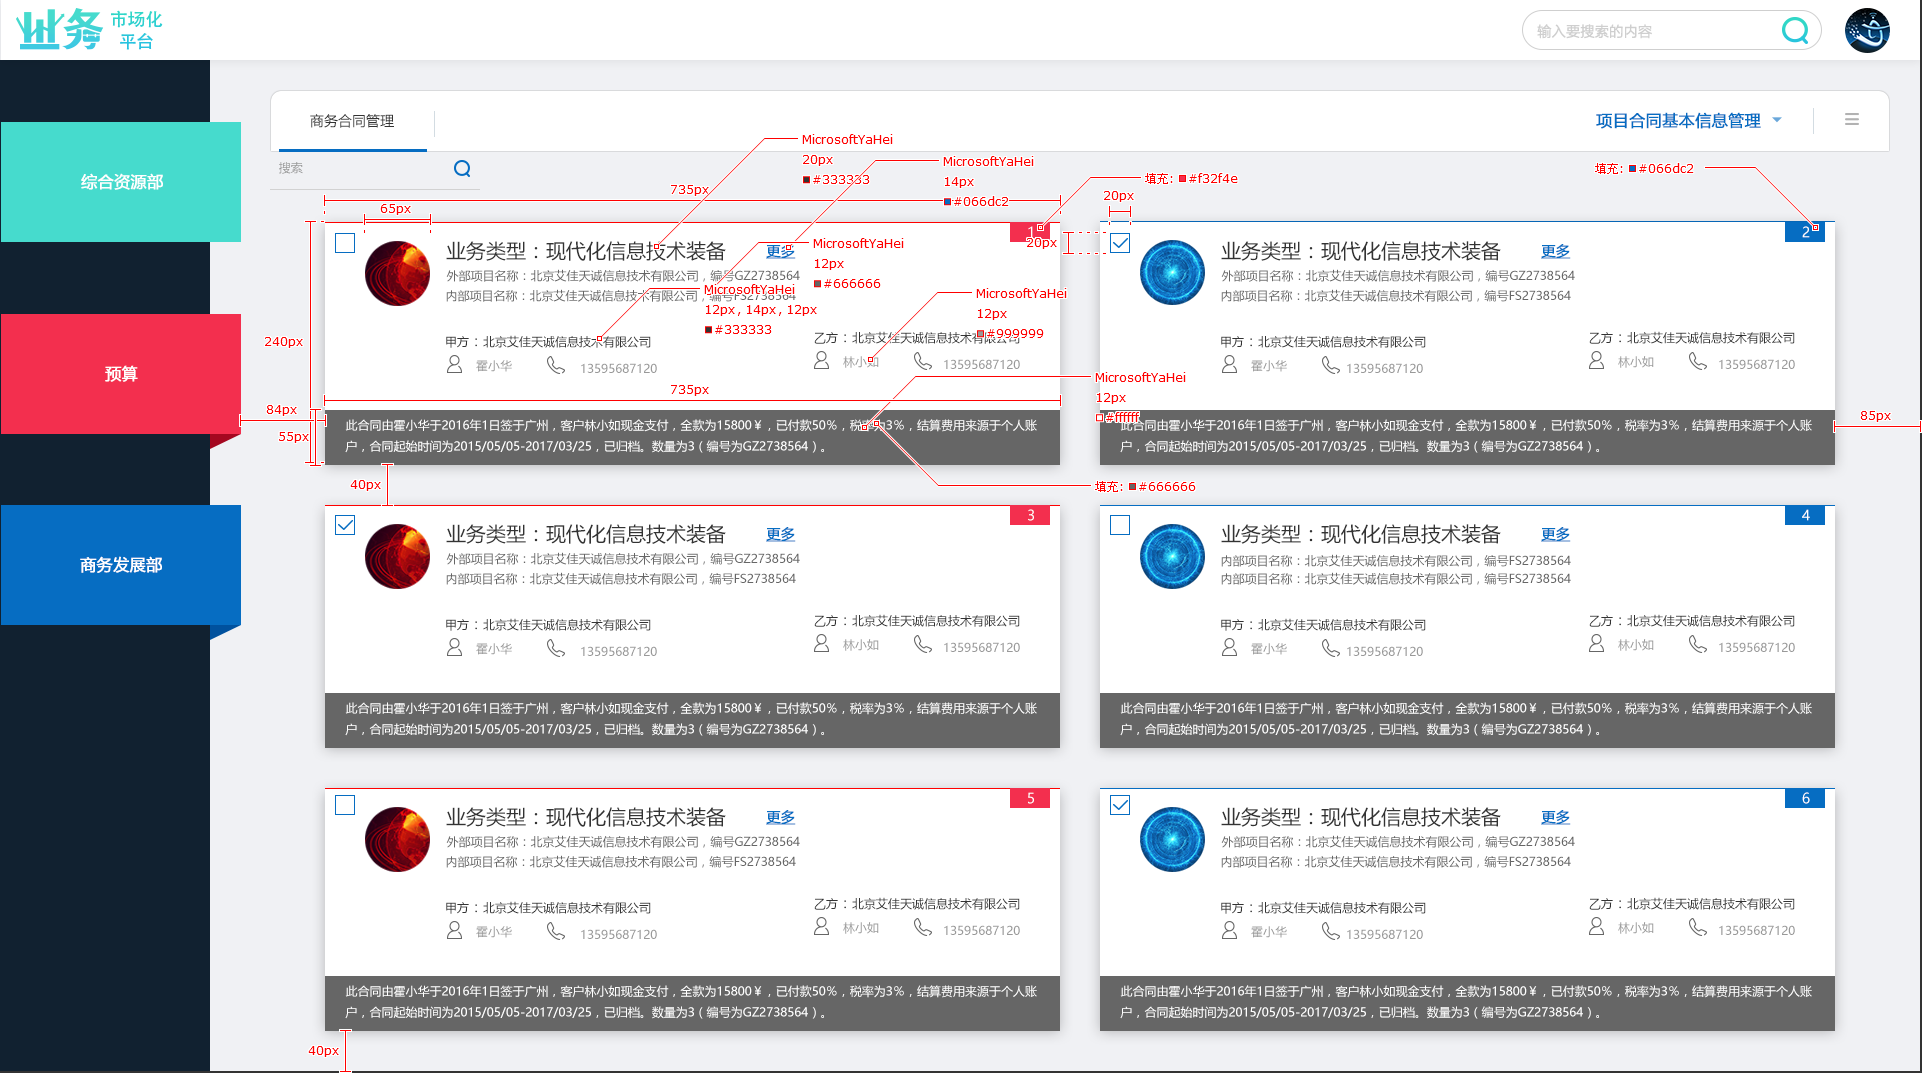 业务 市场化
平台
输入要搜索的内容
综合资源部
预算
商务发展部
商务合同管理
项目合同基本信息管理
搜索
MicrosoftYaHei
20px
#333333
MicrosoftYaHei
14px
#066dc2
填充: #f32f4e
填充: #066dc2
735px
65px
20px
20px
240px
84px
55px
40px
85px
1
业务类型：现代化信息技术装备
更多
外部项目名称：北京艾佳天诚信息技术有限公司，编号GZ2738564
内部项目名称：北京艾佳天诚信息技术有限公司，编号FS2738564
MicrosoftYaHei
12px
#666666
MicrosoftYaHei
12px , 14px , 12px
#333333
MicrosoftYaHei
12px
#999999
甲方：北京艾佳天诚信息技术有限公司
霍小华
13595687120
乙方：北京艾佳天诚信息技术有限公司
林小如
13595687120
735px
MicrosoftYaHei
12px
#ffffff
此合同由霍小华于2016年1日签于广州，客户林小如现金支付，全款为15800￥，已付款50%，税率为3%，结算费用来源于个人账
户，合同起始时间为2015/05/05-2017/03/25，已归档。数量为3（编号为GZ2738564）。
填充: #666666
2
业务类型：现代化信息技术装备
更多
外部项目名称：北京艾佳天诚信息技术有限公司，编号GZ2738564
内部项目名称：北京艾佳天诚信息技术有限公司，编号FS2738564
甲方：北京艾佳天诚信息技术有限公司
霍小华
13595687120
乙方：北京艾佳天诚信息技术有限公司
林小如
13595687120
此合同由霍小华于2016年1日签于广州，客户林小如现金支付，全款为15800￥，已付款50%，税率为3%，结算费用来源于个人账
户，合同起始时间为2015/05/05-2017/03/25，已归档。数量为3（编号为GZ2738564）。
3
业务类型：现代化信息技术装备
更多
外部项目名称：北京艾佳天诚信息技术有限公司，编号GZ2738564
内部项目名称：北京艾佳天诚信息技术有限公司，编号FS2738564
甲方：北京艾佳天诚信息技术有限公司
霍小华
13595687120
乙方：北京艾佳天诚信息技术有限公司
林小如
13595687120
此合同由霍小华于2016年1日签于广州，客户林小如现金支付，全款为15800￥，已付款50%，税率为3%，结算费用来源于个人账
户，合同起始时间为2015/05/05-2017/03/25，已归档。数量为3（编号为GZ2738564）。
4
业务类型：现代化信息技术装备
更多
内部项目名称：北京艾佳天诚信息技术有限公司，编号FS2738564
内部项目名称：北京艾佳天诚信息技术有限公司，编号FS2738564
甲方：北京艾佳天诚信息技术有限公司
霍小华
13595687120
乙方：北京艾佳天诚信息技术有限公司
林小如
13595687120
此合同由霍小华于2016年1日签于广州，客户林小如现金支付，全款为15800￥，已付款50%，税率为3%，结算费用来源于个人账
户，合同起始时间为2015/05/05-2017/03/25，已归档。数量为3（编号为GZ2738564）。
5
业务类型：现代化信息技术装备
更多
外部项目名称：北京艾佳天诚信息技术有限公司，编号GZ2738564
内部项目名称：北京艾佳天诚信息技术有限公司，编号FS2738564
甲方：北京艾佳天诚信息技术有限公司
霍小华
13595687120
乙方：北京艾佳天诚信息技术有限公司
林小如
13595687120
此合同由霍小华于2016年1日签于广州，客户林小如现金支付，全款为15800￥，已付款50%，税率为3%，结算费用来源于个人账
户，合同起始时间为2015/05/05-2017/03/25，已归档。数量为3（编号为GZ2738564）。
6
业务类型：现代化信息技术装备
更多
外部项目名称：北京艾佳天诚信息技术有限公司，编号GZ2738564
内部项目名称：北京艾佳天诚信息技术有限公司，编号FS2738564
甲方：北京艾佳天诚信息技术有限公司
霍小华
13595687120
乙方：北京艾佳天诚信息技术有限公司
林小如
13595687120
此合同由霍小华于2016年1日签于广州，客户林小如现金支付，全款为15800￥，已付款50%，税率为3%，结算费用来源于个人账
户，合同起始时间为2015/05/05-2017/03/25，已归档。数量为3（编号为GZ2738564）。
40px